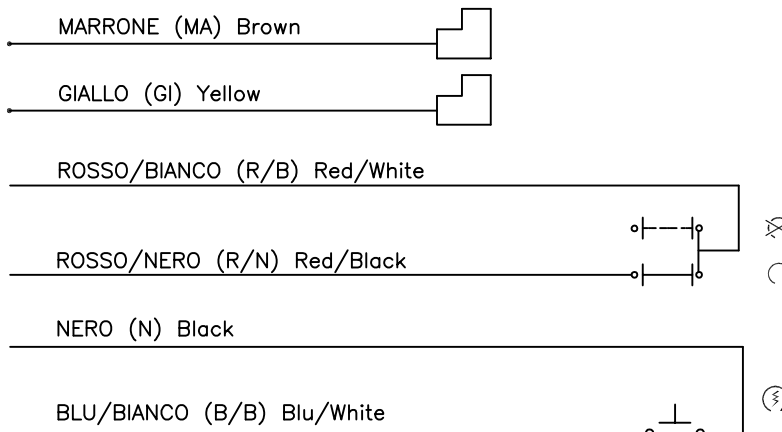 MARRONE (MA) Brown
GIALLO (GI) Yellow
ROSSO/BIANCO (R/B) Red/White
ROSSO/NERO (R/N) Red/Black
NERO (N) Black
BLU/BIANCO (B/B) Blu/White